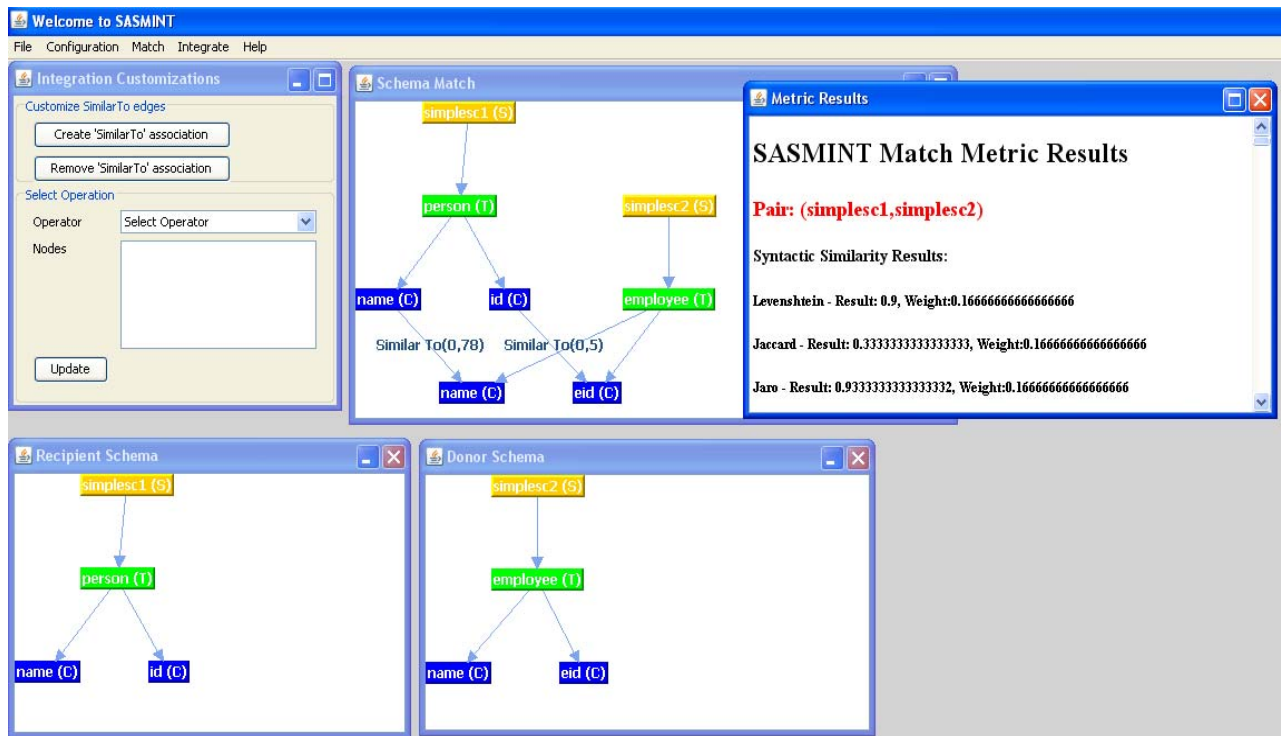 Welcome to SASMINT
File Configuration Match Integrate Help
Integration Customizations
Customize SimilarTo edges
Create 'SimilarTo' association
Remove 'SimilarTo' association
Select Operation
Operator Select Operator
Nodes
Update
Schema Match
simplesc1 (S)
person (T)
simplesc2 (S)
name (C)
id (C)
employee (T)
Similar To(0,78)
Similar To(0,5)
name (C)
eid (C)
Metric Results
SASMINT Match Metric Results
Pair: (simplesc1,simplesc2)
Syntactic Similarity Results:
Levenshtein - Result: 0.9, Weight:0.16666666666666666
Jaccard - Result: 0.3333333333333333, Weight:0.16666666666666666
Jaro - Result: 0.9333333333333332, Weight:0.16666666666666666
Recipient Schema
simplesc1 (S)
person (T)
name (C)
id (C)
Donor Schema
simplesc2 (S)
employee (T)
name (C)
eid (C)